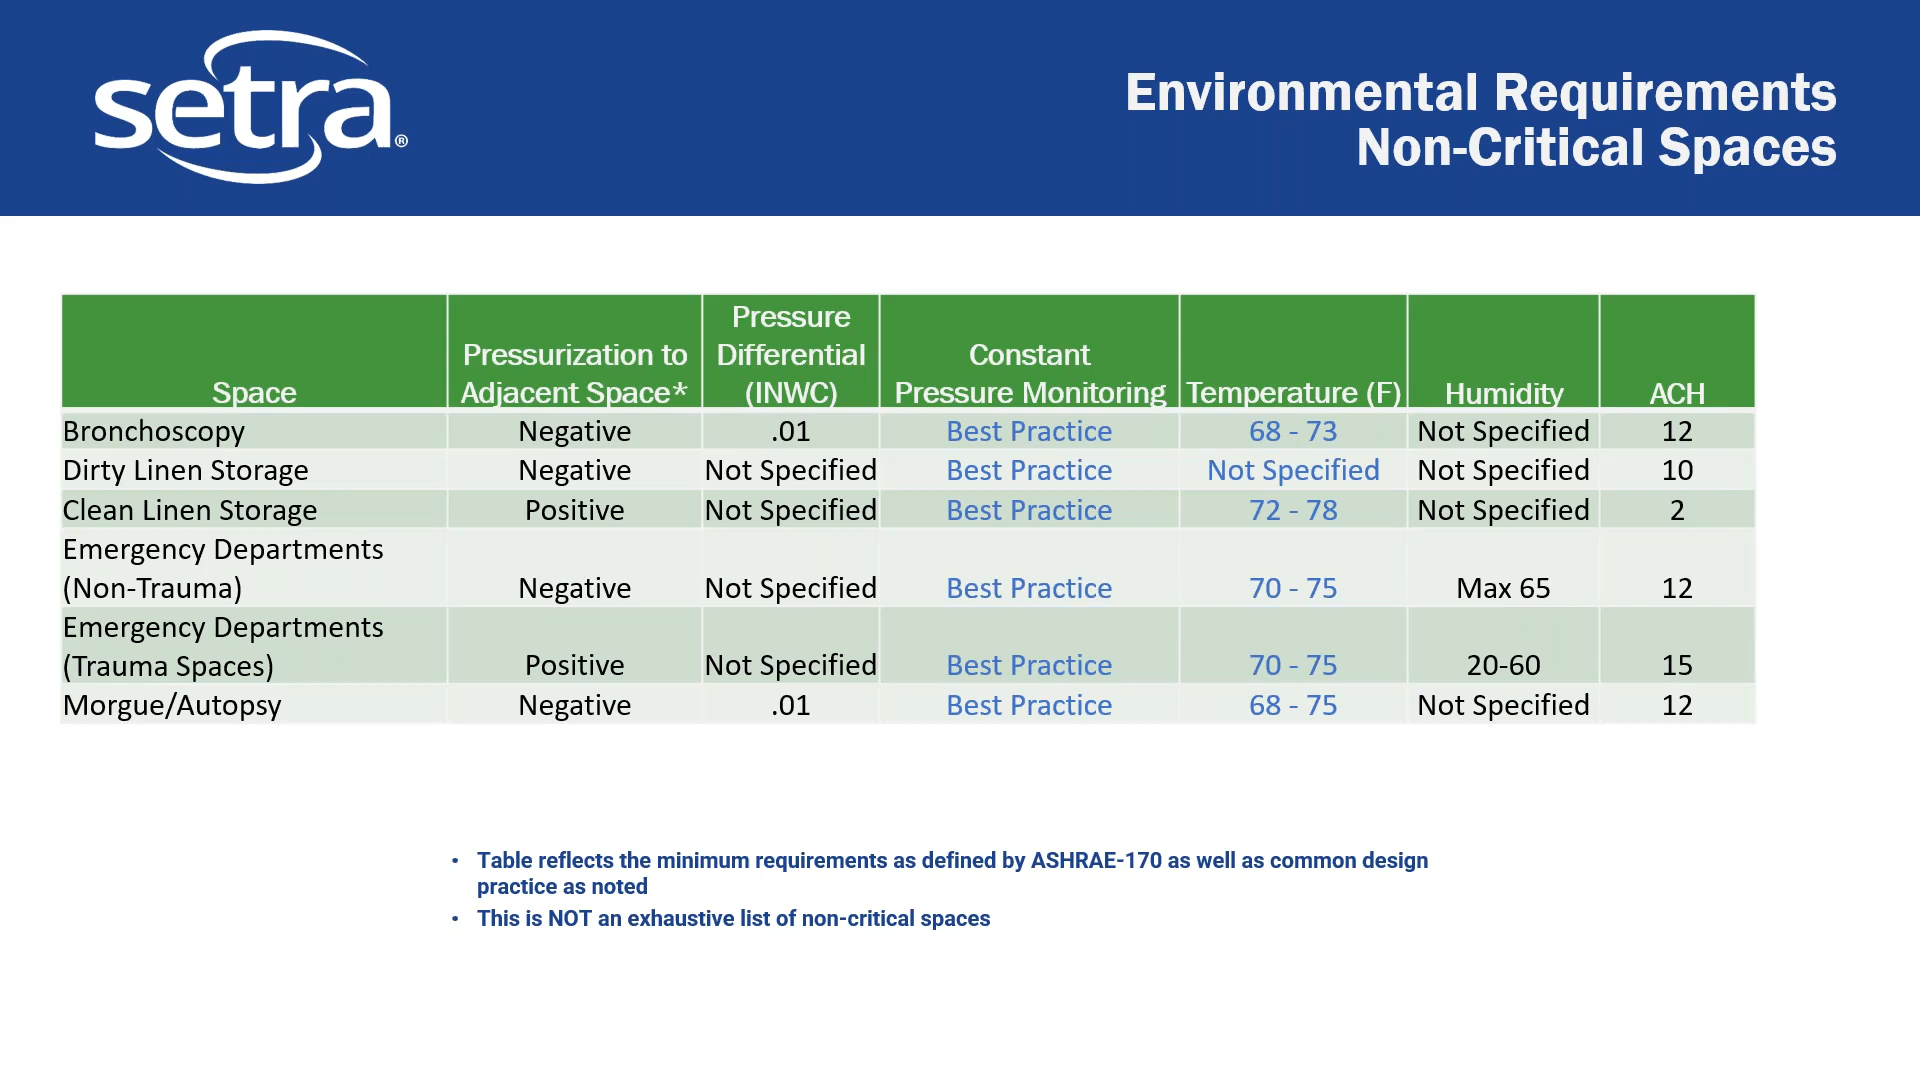 setra®
Environmental Requirements
Non-Critical Spaces
Space
Pressurization to
Adjacent Space*
Pressure
Differential
(INWC)
Constant
Pressure Monitoring
Temperature (F)
Humidity
ACH
Bronchoscopy Negative .01 Best Practice 68 - 73 Not Specified 12
Dirty Linen Storage Negative Not Specified Best Practice Not Specified Not Specified 10
Clean Linen Storage Positive Not Specified Best Practice 72 - 78 Not Specified 2
Emergency Departments
(Non-Trauma) Negative Not Specified Best Practice 70 - 75 Max 65 12
Emergency Departments
(Trauma Spaces) Positive Not Specified Best Practice 70 - 75 20-60 15
Morgue/Autopsy Negative .01 Best Practice 68 - 75 Not Specified 12
• Table reflects the minimum requirements as defined by ASHRAE-170 as well as common design
practice as noted
• This is NOT an exhaustive list of non-critical spaces